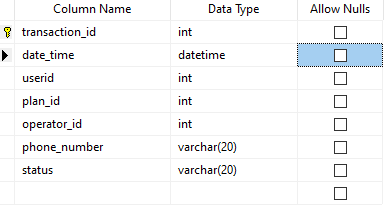 Column Name Data Type Allow Nulls
transaction_id int
date_time datetime
userid int
plan_id int
operator_id int
phone_number varchar(20)
status varchar(20)